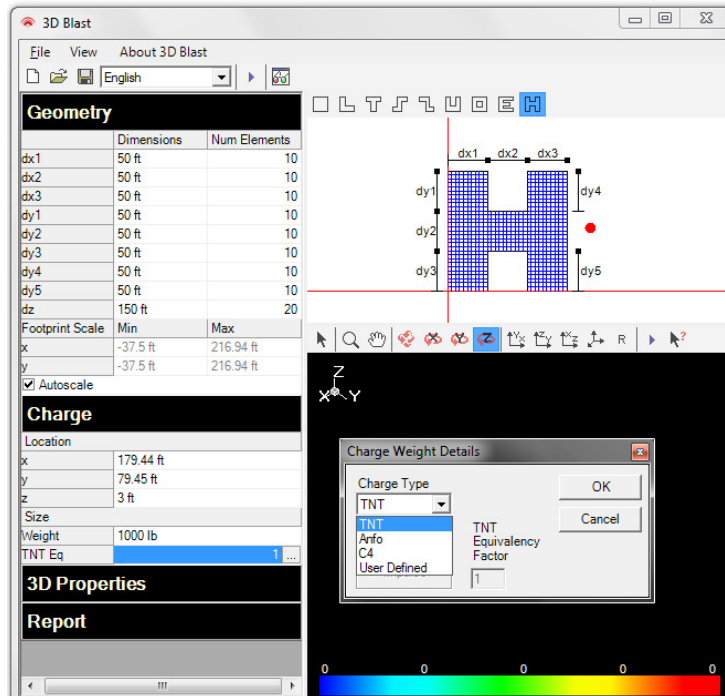 3D Blast
File View About 3D Blast
English
Geometry
Dimensions Num Elements
dx1 50 ft 10
dx2 50 ft 10
dx3 50 ft 10
dy1 50 ft 10
dy2 50 ft 10
dy3 50 ft 10
dy4 50 ft 10
dy5 50 ft 10
dz 150 ft 20
Footprint Scale Min Max
x -37.5 ft 216.94 ft
y -37.5 ft 216.94 ft
Autoscale
Charge
Location
x 179.44 ft
y 79.45 ft
z 3 ft
Size
Weight 1000 lb
TNT Eq 1 ...
3D Properties
Report
dx1 dx2 dx3
dy1 dy4
dy2
dy3 dy5
X Y Z Yx Zy Xz R ?
Z
X Y
Charge Weight Details
Charge Type
TNT
TNT
Anfo
C4
User Defined
TNT
Equivalency
Factor
1
OK
Cancel
0 0 0 0 0